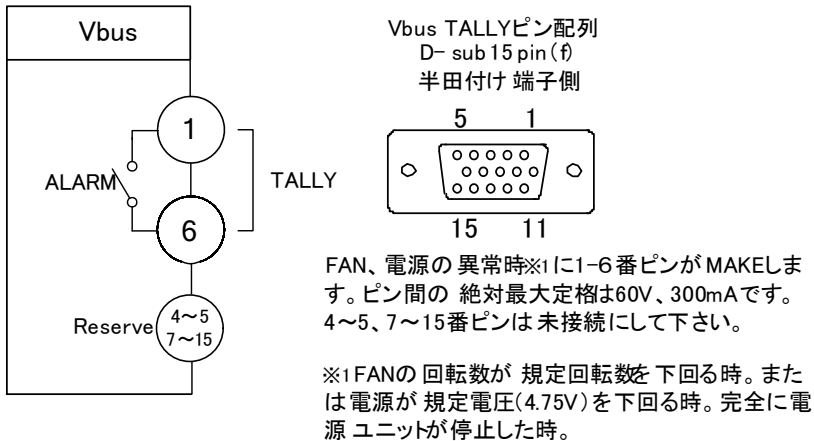 Vbus
1
ALARM
TALLY
6
Reserve
4～5
7～15
Vbus TALLYピン配列
D-sub15pin(f)
半田付け端子側
5 1
15 11
FAN、電源の異常時※1に1-6番ピンがMAKEしま
す。ピン間の絶対最大定格は60V、300mAです。
4～5、7～15番ピンは未接続にして下さい。
※1FANの回転数が規定回転数を下回る時。また
は電源が規定電圧(4.75V)を下回る時。完全に電
源ユニットが停止した時。